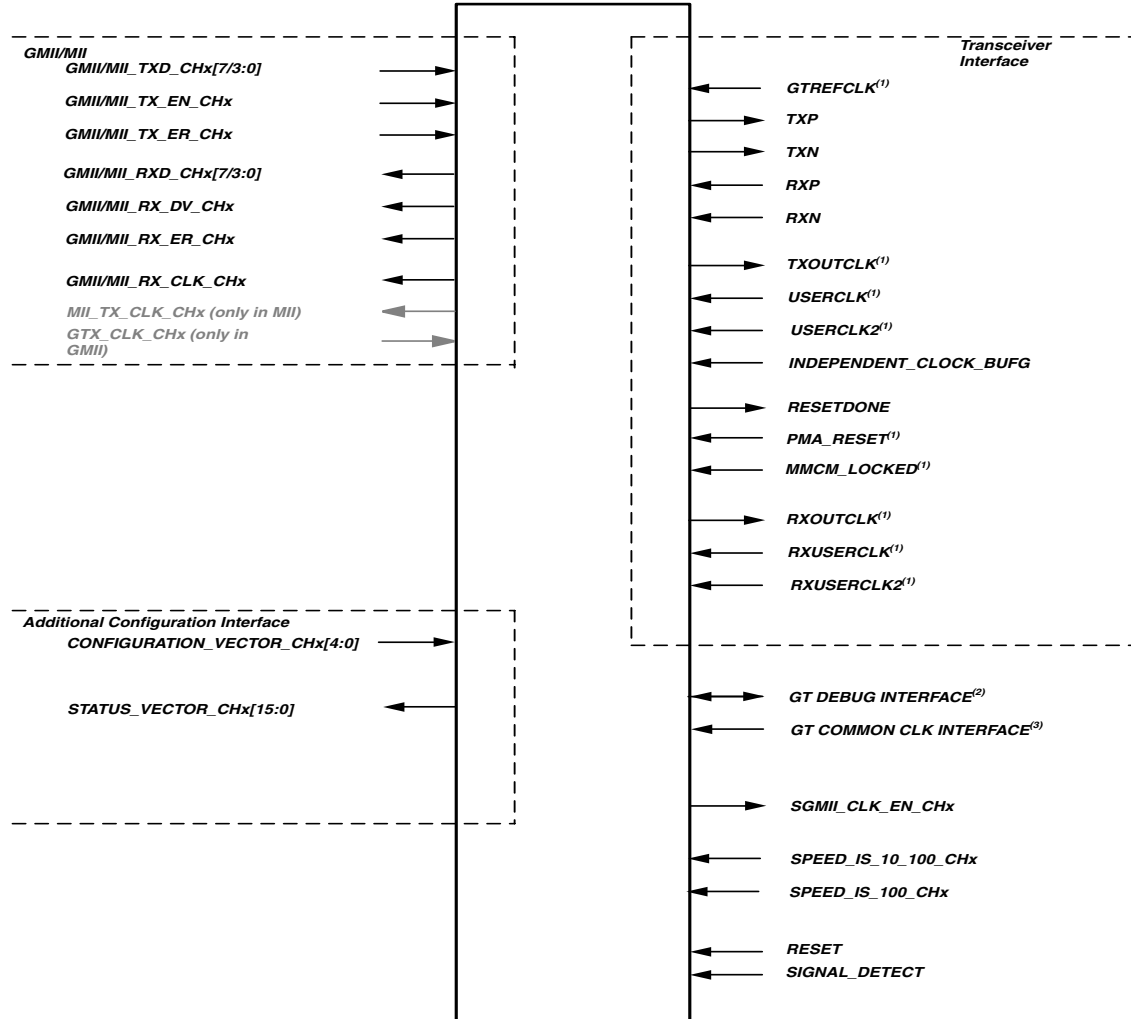 GMII/MII
GMII/MII_TXD_CHx[7/3:0]
GMII/MII_TX_EN_CHx
GMII/MII_TX_ER_CHx
GMII/MII_RXD_CHx[7/3:0]
GMII/MII_RX_DV_CHx
GMII/MII_RX_ER_CHx
GMII/MII_RX_CLK_CHx
MII_TX_CLK_CHx (only in MII)
GTX_CLK_CHx (only in
GMII)
Additional Configuration Interface
CONFIGURATION_VECTOR_CHx[4:0]
STATUS_VECTOR_CHx[15:0]
Transceiver
Interface
GTREFCLK(1)
TXP
TXN
RXP
RXN
TXOUTCLK(1)
USERCLK(1)
USERCLK2(1)
INDEPENDENT_CLOCK_BUFG
RESETDONE
PMA_RESET(1)
MMCM_LOCKED(1)
RXOUTCLK(1)
RXUSERCLK(1)
RXUSERCLK2(1)
GT DEBUG INTERFACE(2)
GT COMMON CLK INTERFACE(3)
SGMII_CLK_EN_CHx
SPEED_IS_10_100_CHx
SPEED_IS_100_CHx
RESET
SIGNAL_DETECT